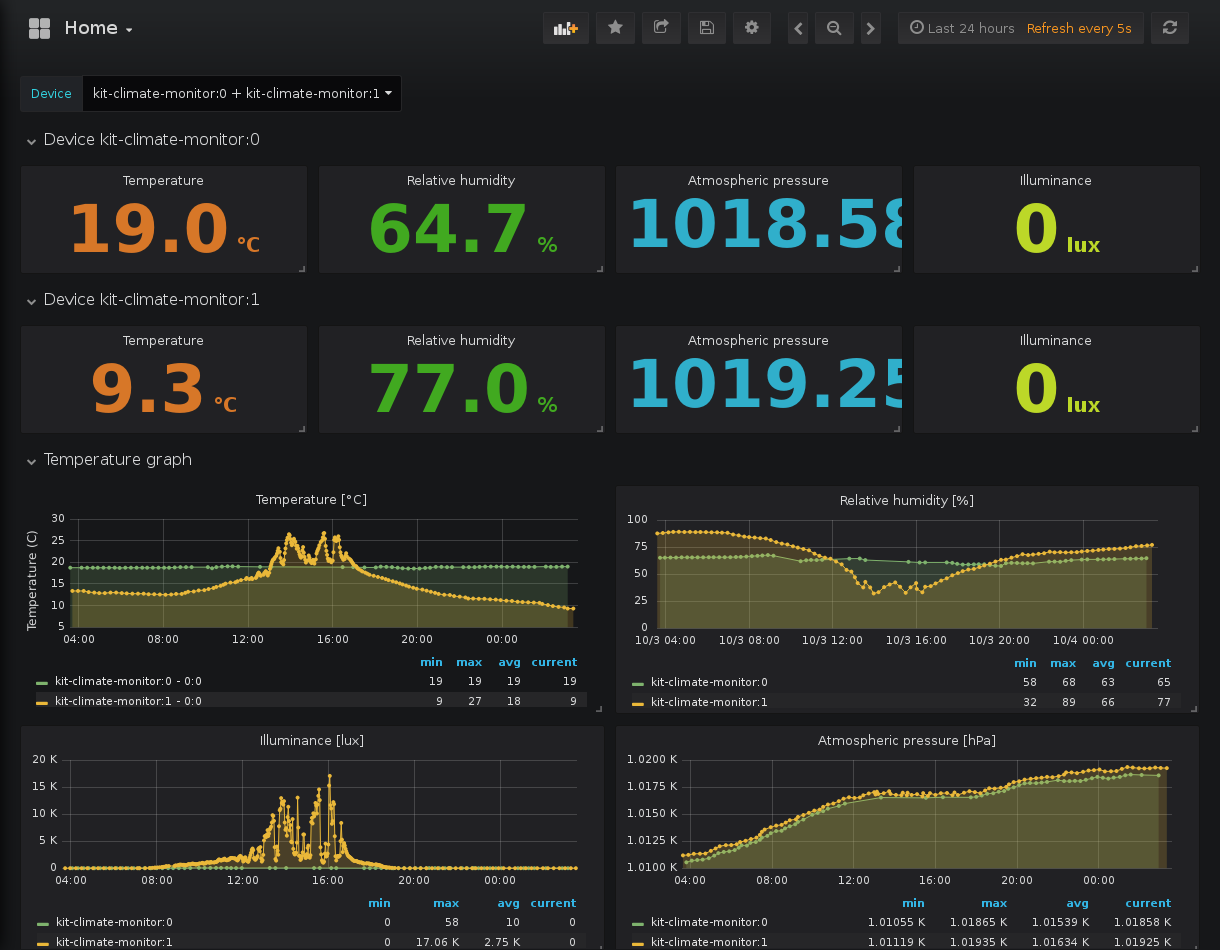 Home
Last 24 hours Refresh every 5s
Device kit-climate-monitor:0 + kit-climate-monitor:1
Device kit-climate-monitor:0
Temperature Relative humidity Atmospheric pressure Illuminance
19.0 °C 64.7 % 1018.58 0 lux
Device kit-climate-monitor:1
Temperature Relative humidity Atmospheric pressure Illuminance
9.3 °C 77.0 % 1019.25 0 lux
Temperature graph
Temperature [°C]
Temperature (C)
30
25
20
15
10
5
04:00 08:00 12:00 16:00 20:00 00:00
min max avg current
kit-climate-monitor:0 - 0:0 19 19 19 19
kit-climate-monitor:1 - 0:0 9 27 18 9
Relative humidity [%]
100
75
50
25
0
10/3 04:00 10/3 08:00 10/3 12:00 10/3 16:00 10/3 20:00 10/4 00:00
min max avg current
kit-climate-monitor:0 58 68 63 65
kit-climate-monitor:1 32 89 66 77
Illuminance [lux]
20 K
15 K
10 K
5 K
0
04:00 08:00 12:00 16:00 20:00 00:00
min max avg current
kit-climate-monitor:0 0 58 10 0
kit-climate-monitor:1 0 17.06 K 2.75 K 0
Atmospheric pressure [hPa]
1.0200 K
1.0175 K
1.0150 K
1.0125 K
1.0100 K
04:00 08:00 12:00 16:00 20:00 00:00
min max avg current
kit-climate-monitor:0 1.01055 K 1.01865 K 1.01539 K 1.01858 K
kit-climate-monitor:1 1.01119 K 1.01935 K 1.01634 K 1.01925 K